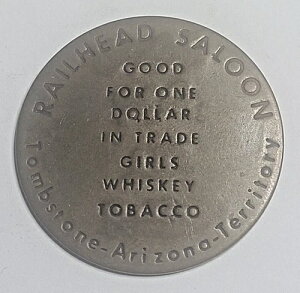 RAILHEAD SALOON
GOOD
FOR ONE
DOLLAR
IN TRADE
GIRLS
WHISKEY
TOBACCO
Tombstone-Arizona-Territory